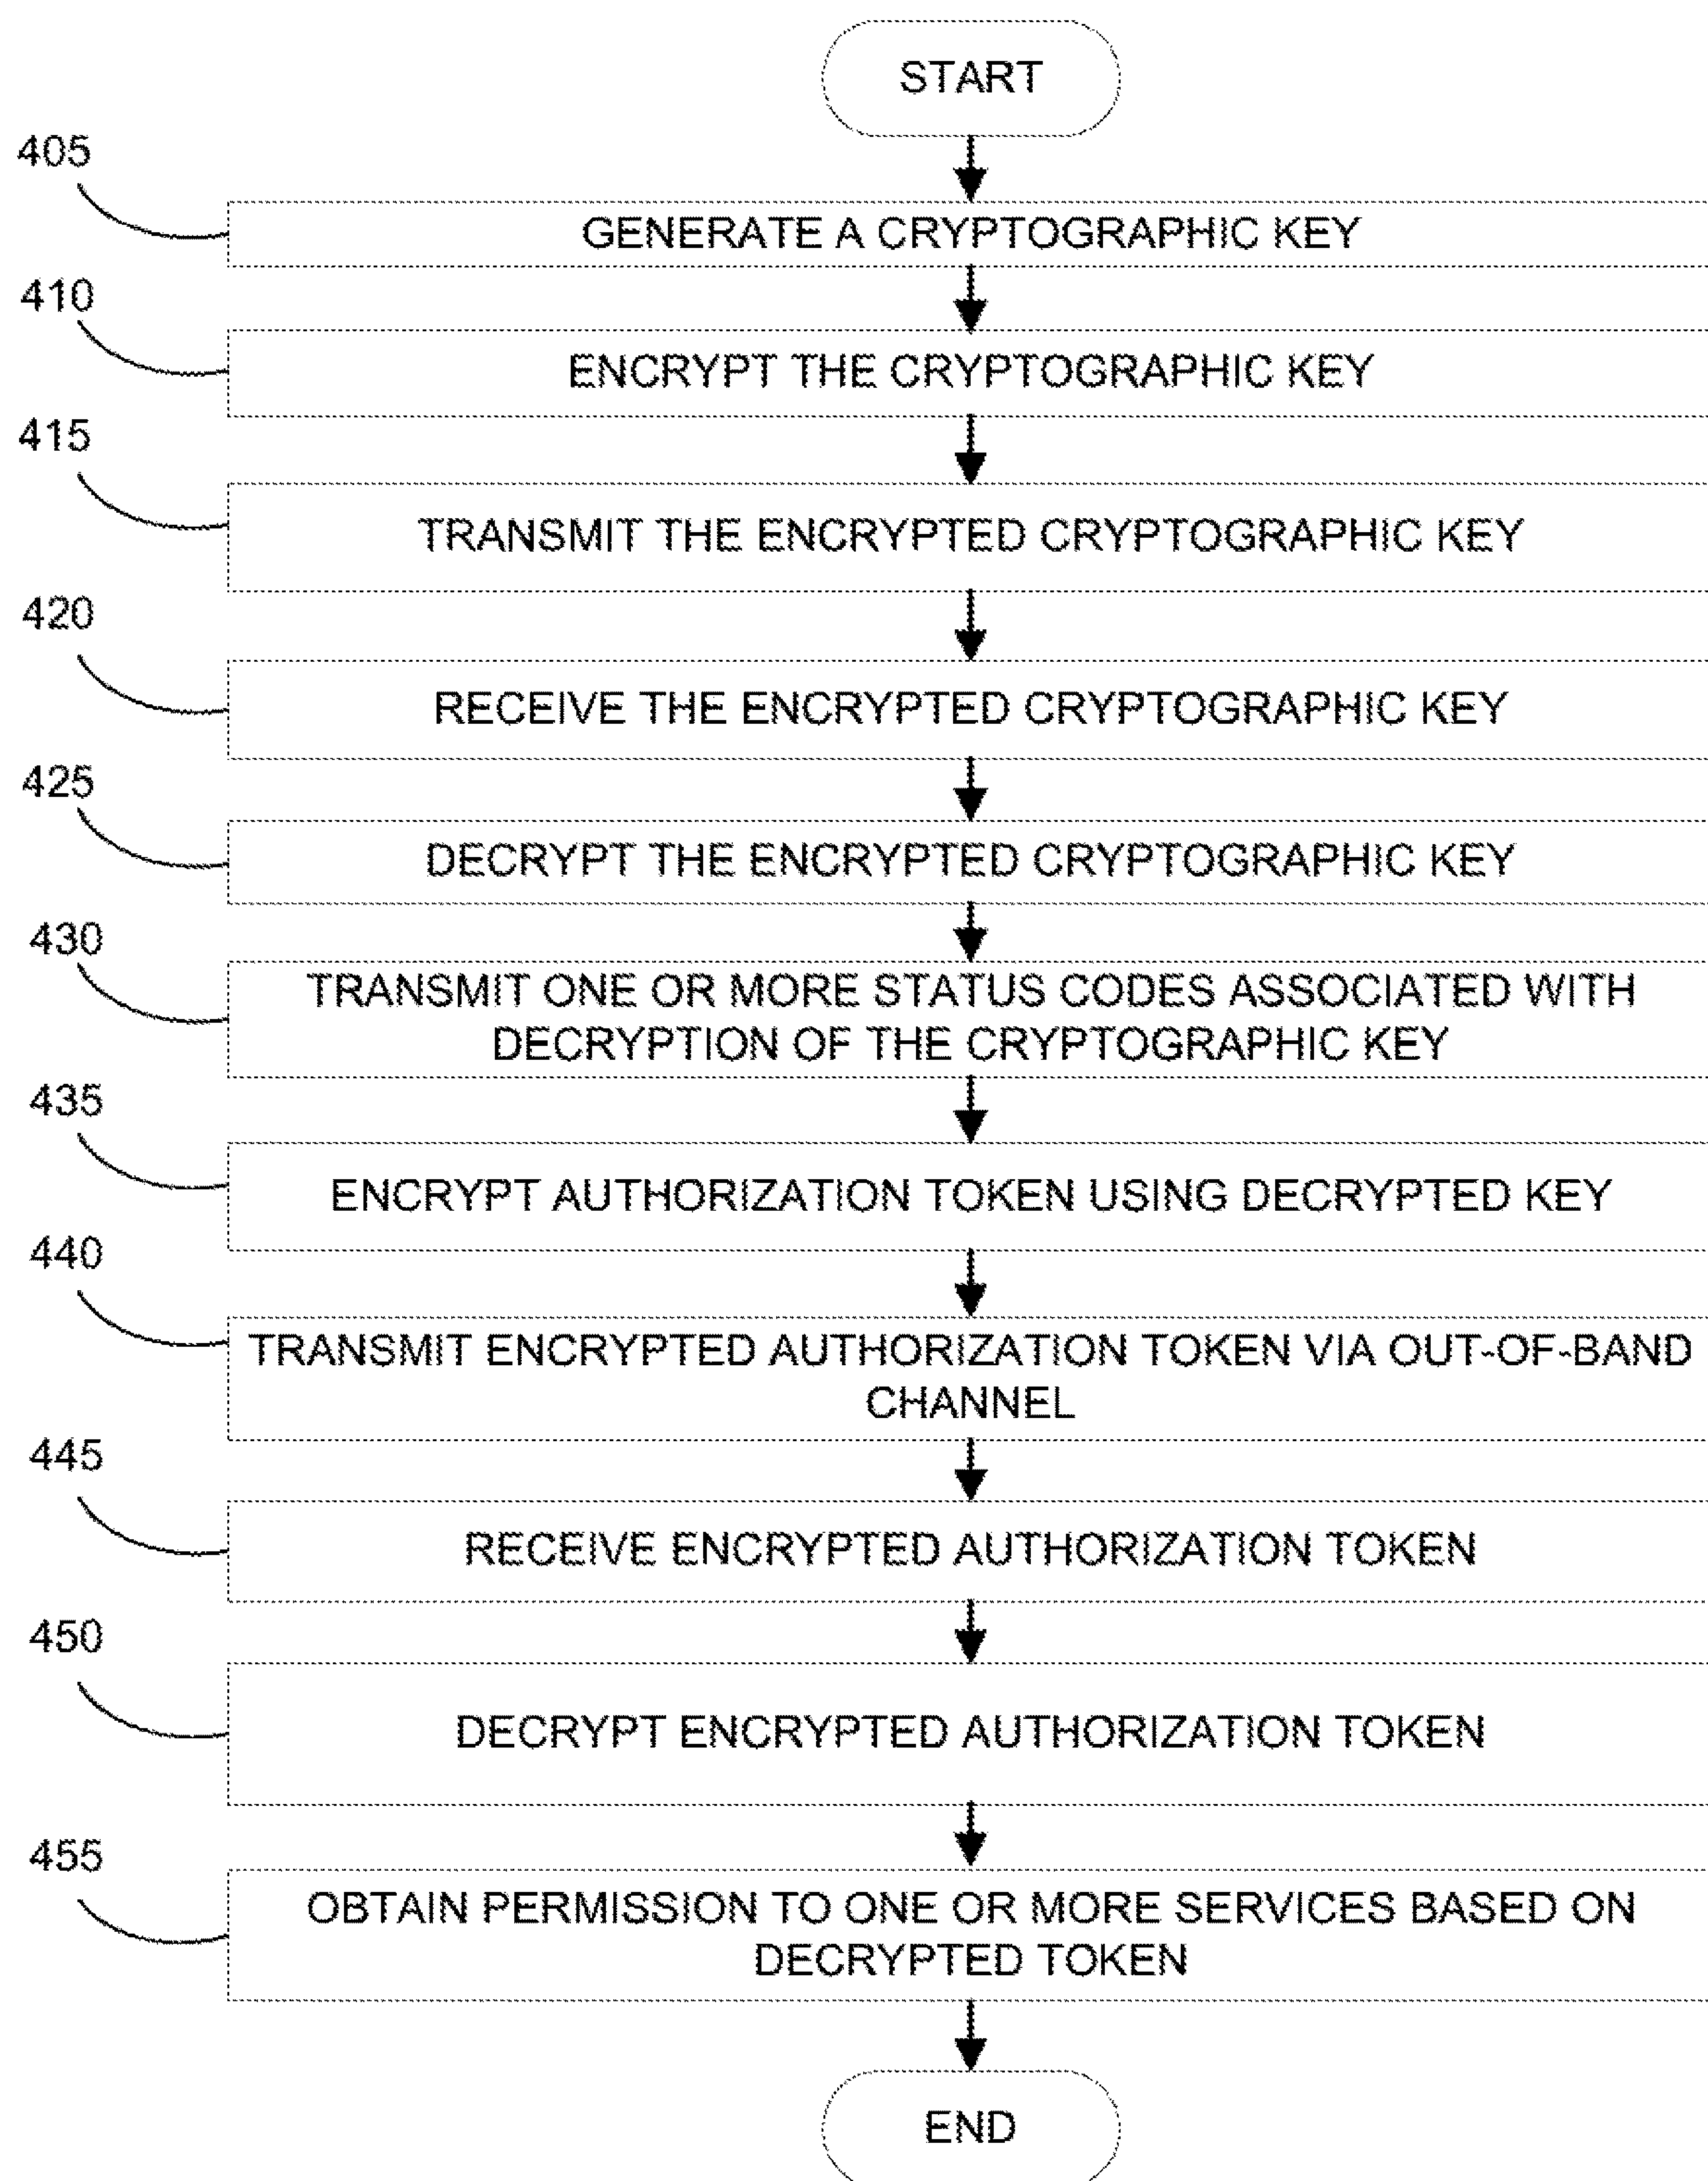 START
405
GENERATE A CRYPTOGRAPHIC KEY
410
ENCRYPT THE CRYPTOGRAPHIC KEY
415
TRANSMIT THE ENCRYPTED CRYPTOGRAPHIC KEY
420
RECEIVE THE ENCRYPTED CRYPTOGRAPHIC KEY
425
DECRYPT THE ENCRYPTED CRYPTOGRAPHIC KEY
430
TRANSMIT ONE OR MORE STATUS CODES ASSOCIATED WITH
DECRYPTION OF THE CRYPTOGRAPHIC KEY
435
ENCRYPT AUTHORIZATION TOKEN USING DECRYPTED KEY
440
TRANSMIT ENCRYPTED AUTHORIZATION TOKEN VIA OUT-OF-BAND
CHANNEL
445
RECEIVE ENCRYPTED AUTHORIZATION TOKEN
450
DECRYPT ENCRYPTED AUTHORIZATION TOKEN
455
OBTAIN PERMISSION TO ONE OR MORE SERVICES BASED ON
DECRYPTED TOKEN
END